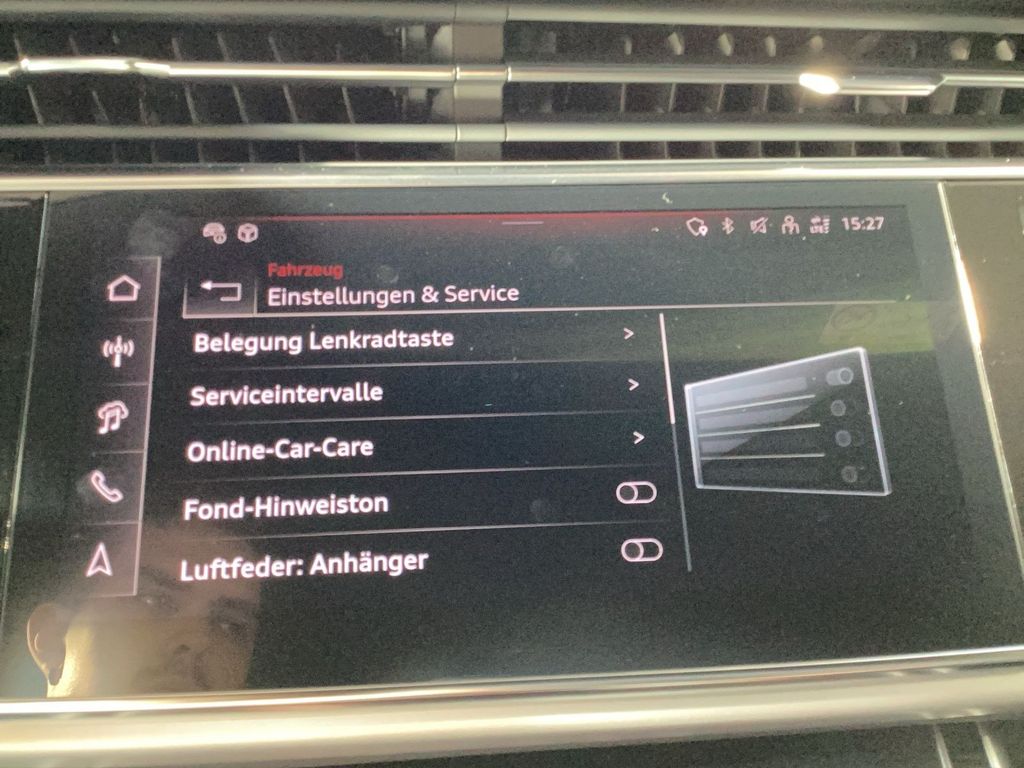 15:27
Fahrzeug
Einstellungen & Service
Belegung Lenkradtaste
Serviceintervalle
Online-Car-Care
Fond-Hinweiston
Luftfeder: Anhänger